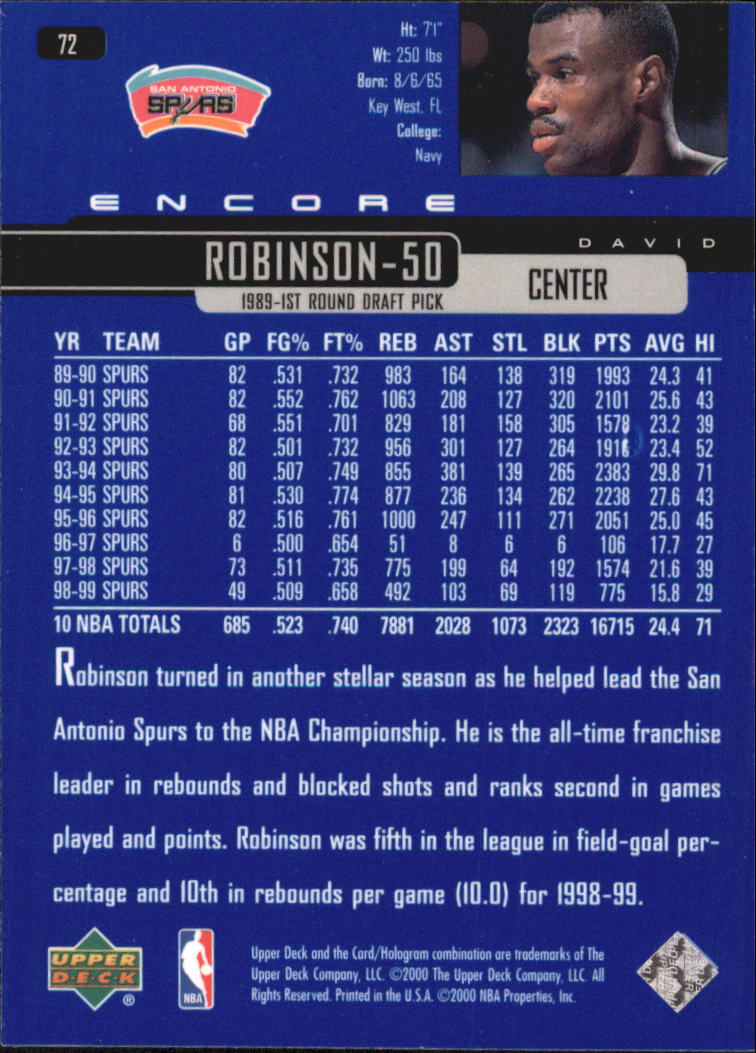 72
Ht: 7'1"
Wt: 250 lbs
Born: 8/6/65
Key West, FL
College:
Navy
SAN ANTONIO
SPURS
ENCORE
DAVID
ROBINSON-50
CENTER
1989-1ST ROUND DRAFT PICK
YR TEAM GP FG% FT% REB AST STL BLK PTS AVG HI
89-90 SPURS 82 .531 .732 983 164 138 319 1993 24.3 41
90-91 SPURS 82 .552 .762 1063 208 127 320 2101 25.6 43
91-92 SPURS 68 .551 .701 829 181 158 305 1578 23.2 39
92-93 SPURS 82 .501 .732 956 301 127 264 1916 23.4 52
93-94 SPURS 80 .507 .749 855 381 139 265 2383 29.8 71
94-95 SPURS 81 .530 .774 877 236 134 262 2238 27.6 43
95-96 SPURS 82 .516 .761 1000 247 111 271 2051 25.0 45
96-97 SPURS 6 .500 .654 51 8 6 6 106 17.7 27
97-98 SPURS 73 .511 .735 775 199 64 192 1574 21.6 39
98-99 SPURS 49 .509 .658 492 103 69 119 775 15.8 29
10 NBA TOTALS 685 .523 .740 7881 2028 1073 2323 16715 24.4 71
Robinson turned in another stellar season as he helped lead the San
Antonio Spurs to the NBA Championship. He is the all-time franchise
leader in rebounds and blocked shots and ranks second in games
played and points. Robinson was fifth in the league in field-goal per-
centage and 10th in rebounds per game (10.0) for 1998-99.
UPPER
D·E·C·K
®
NBA
Upper Deck and the Card/Hologram combination are trademarks of The
Upper Deck Company, LLC. ©2000 The Upper Deck Company, LLC. All
Rights Reserved. Printed in the U.S.A. ©2000 NBA Properties, Inc.